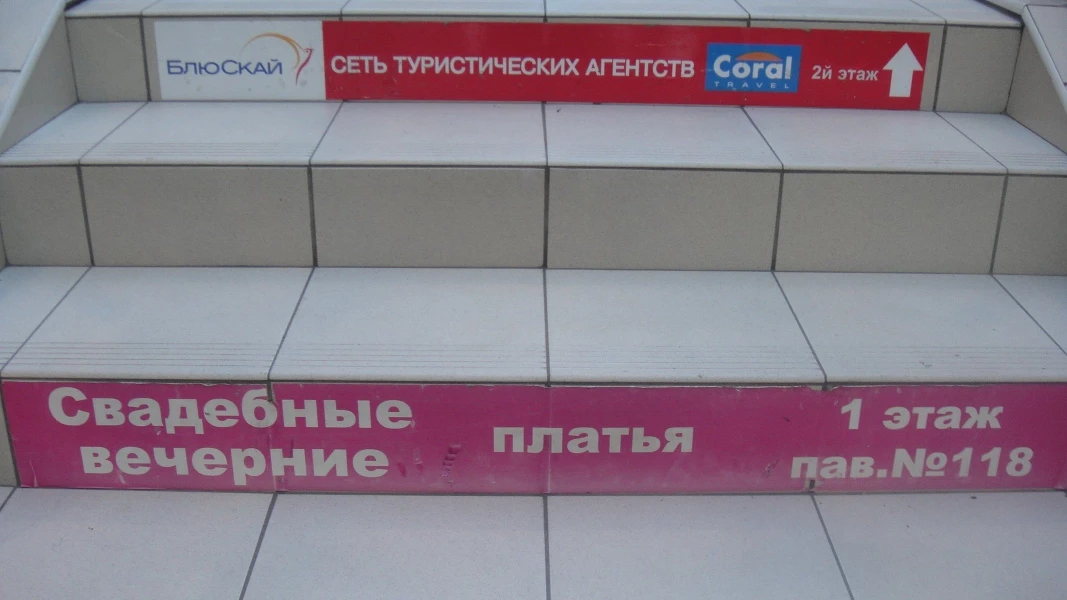 БЛЮСКАЙ СЕТЬ ТУРИСТИЧЕСКИХ АГЕНТСТВ Coral TRAVEL 2й этаж
Свадебные
вечерние
платья
1 этаж
пав.№118